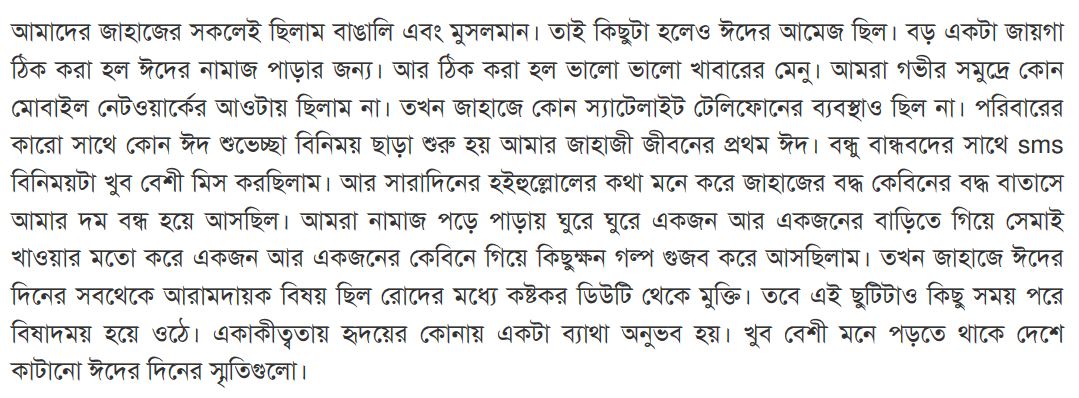 আমাদের জাহাজের সকলেই ছিলাম বাঙালি এবং মুসলমান। তাই কিছুটা হলেও ঈদের আমেজ ছিল। বড় একটা জায়গা
ঠিক করা হল ঈদের নামাজ পাড়ার জন্য। আর ঠিক করা হল ভালো ভালো খাবারের মেনু। আমরা গভীর সমুদ্রে কোন
মোবাইল নেটওয়ার্কের আওটায় ছিলাম না। তখন জাহাজে কোন স্যাটেলাইট টেলিফোনের ব্যবস্থাও ছিল না। পরিবারের
কারো সাথে কোন ঈদ শুভেচ্ছা বিনিময় ছাড়া শুরু হয় আমার জাহাজী জীবনের প্রথম ঈদ। বন্ধু বান্ধবদের সাথে sms
বিনিময়টা খুব বেশী মিস করছিলাম। আর সারাদিনের হইহুল্লোলের কথা মনে করে জাহাজের বদ্ধ কেবিনের বদ্ধ বাতাসে
আমার দম বন্ধ হয়ে আসছিল। আমরা নামাজ পড়ে পাড়ায় ঘুরে ঘুরে একজন আর একজনের বাড়িতে গিয়ে সেমাই
খাওয়ার মতো করে একজন আর একজনের কেবিনে গিয়ে কিছুক্ষন গল্প গুজব করে আসছিলাম। তখন জাহাজে ঈদের
দিনের সবথেকে আরামদায়ক বিষয় ছিল রোদের মধ্যে কষ্টকর ডিউটি থেকে মুক্তি। তবে এই ছুটিটাও কিছু সময় পরে
বিষাদময় হয়ে ওঠে। একাকীত্বতায় হৃদয়ের কোনায় একটা ব্যাথা অনুভব হয়। খুব বেশী মনে পড়তে থাকে দেশে
কাটানো ঈদের দিনের স্মৃতিগুলো।